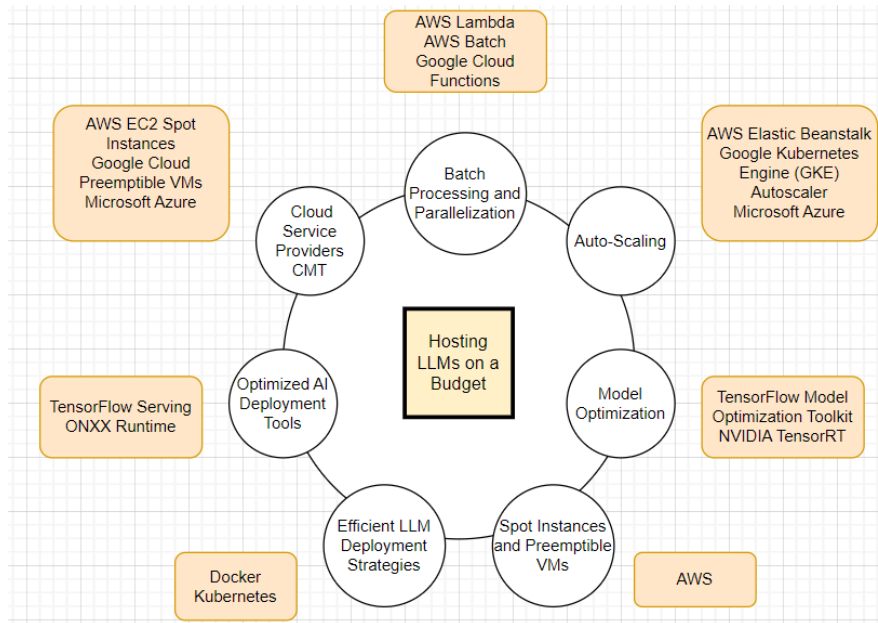 AWS Lambda
AWS Batch
Google Cloud
Functions
AWS EC2 Spot
Instances
Google Cloud
Preemptible VMs
Microsoft Azure
AWS Elastic Beanstalk
Google Kubernetes
Engine (GKE)
Autoscaler
Microsoft Azure
Batch
Processing and
Parallelization
Cloud
Service
Providers
CMT
Auto-Scaling
Hosting
LLMs on a
Budget
TensorFlow Serving
ONXX Runtime
Optimized AI
Deployment
Tools
Model
Optimization
TensorFlow Model
Optimization Toolkit
NVIDIA TensorRT
Efficient LLM
Deployment
Strategies
Spot Instances
and Preemptible
VMs
Docker
Kubernetes
AWS